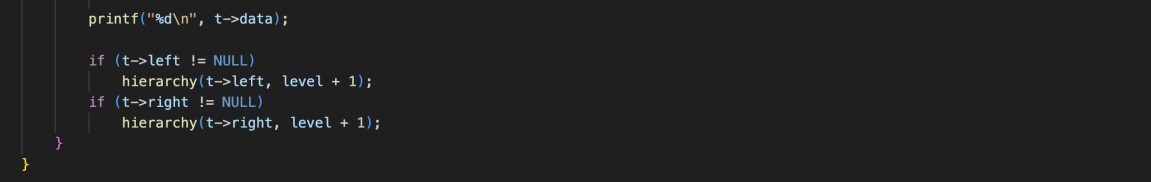 printf("%d\n", t->data);
if (t->left != NULL)
hierarchy(t->left, level + 1);
if (t->right != NULL)
hierarchy(t->right, level + 1);
}
}